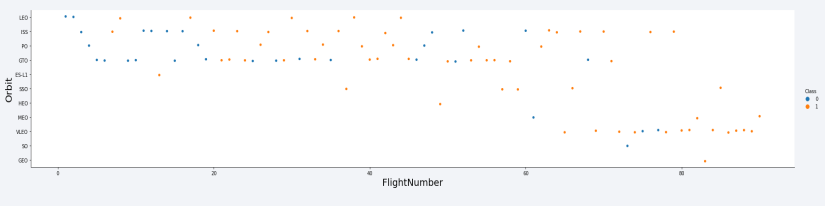 LEO
ISS
PO
GTO
ES-L1
SSO
HEO
MEO
VLEO
SO
GEO
Orbit
0 20 40 60 80
FlightNumber
Class
0
1